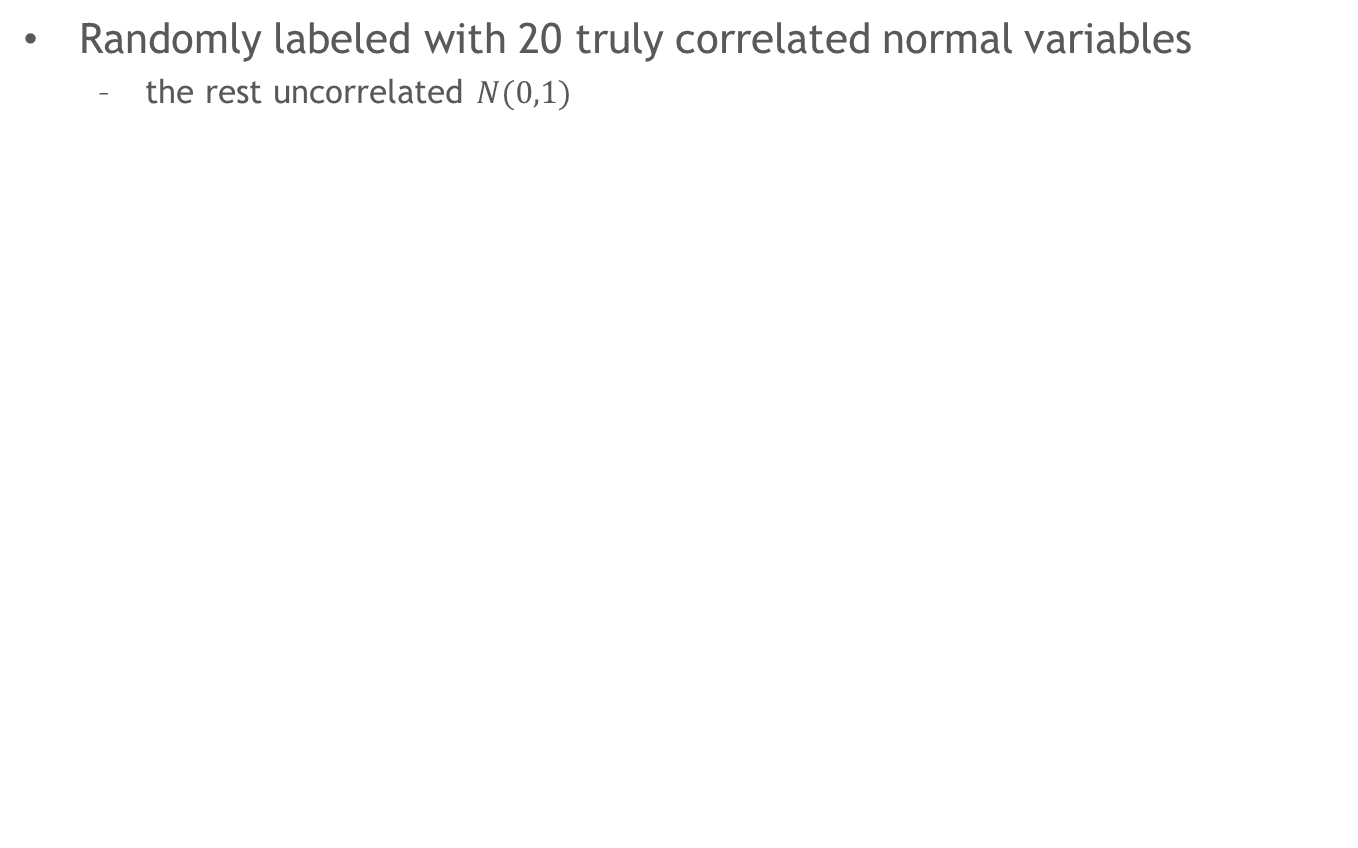 • Randomly labeled with 20 truly correlated normal variables
- the rest uncorrelated N(0,1)